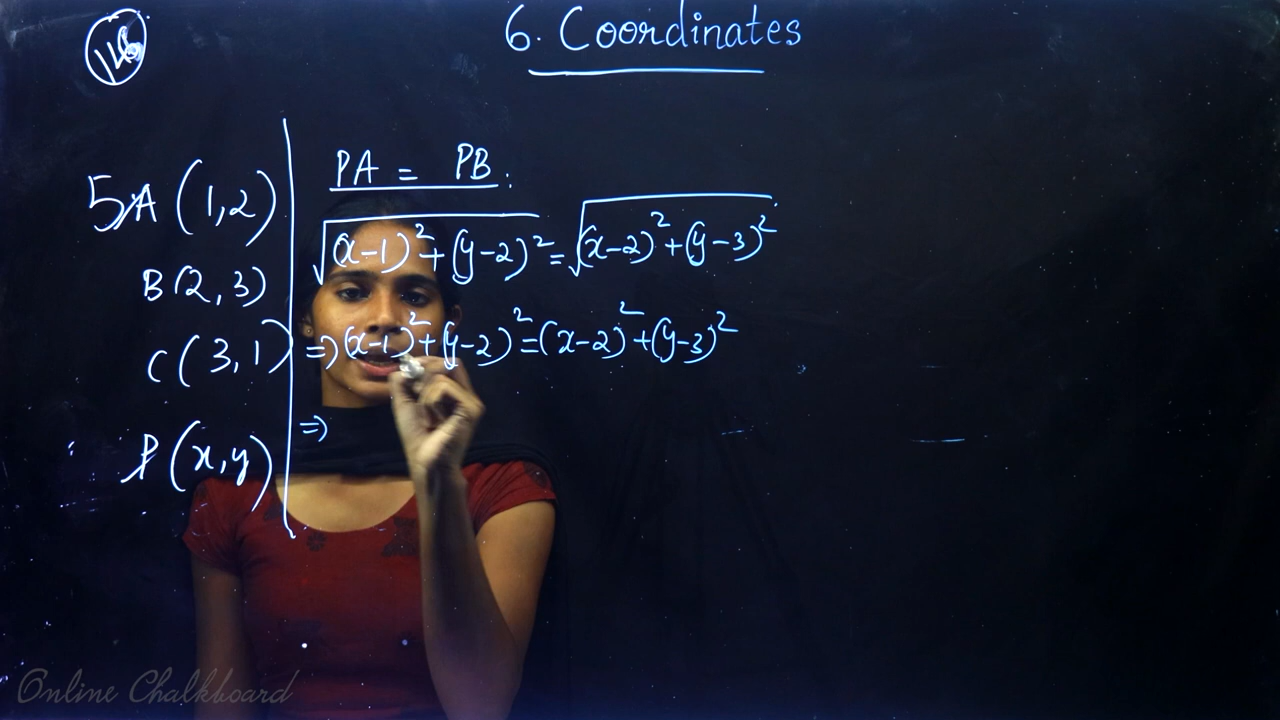 146
6. Coordinates
5. A (1,2)
B (2,3)
C (3,1)
P (x,y)
PA = PB.
√(x-1)²+(y-2)² = √(x-2)²+(y-3)²
⇒ (x-1)²+(y-2)² = (x-2)²+(y-3)²
⇒
Online Chalkboard